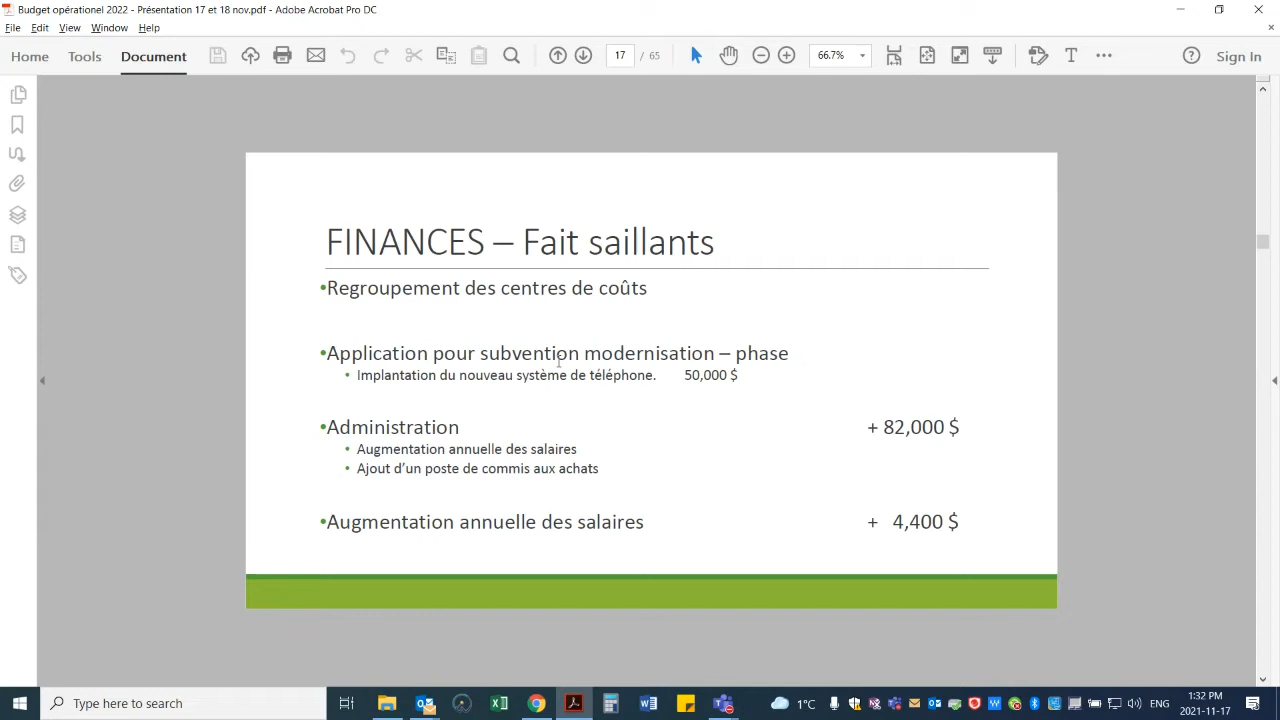 Budget opérationel 2022 - Présentation 17 et 18 nov.pdf - Adobe Acrobat Pro DC
File Edit View Window Help
Home Tools Document 17 / 65 66.7% Sign In
FINANCES – Fait saillants
•Regroupement des centres de coûts
•Application pour subvention modernisation – phase
• Implantation du nouveau système de téléphone. 50,000 $
•Administration + 82,000 $
• Augmentation annuelle des salaires
• Ajout d'un poste de commis aux achats
•Augmentation annuelle des salaires + 4,400 $
Type here to search 1°C ENG 1:32 PM
2021-11-17